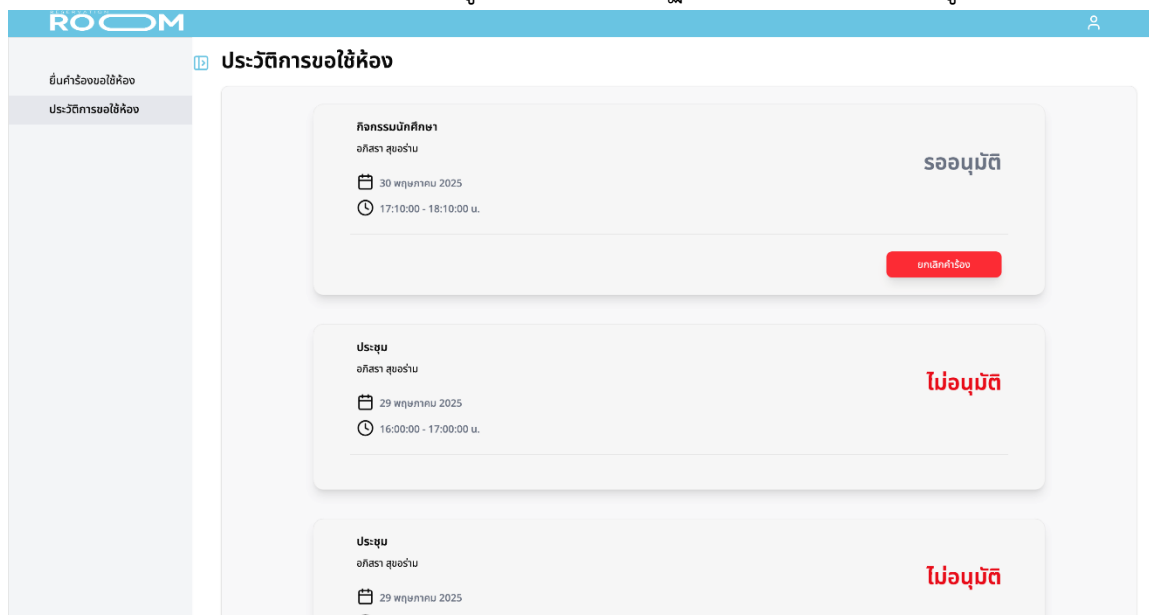 ROOM
ยื่นคำร้องขอใช้ห้อง
ประวัติการขอใช้ห้อง
ประวัติการขอใช้ห้อง
กิจกรรมนักศึกษา
อภิสรา สุขอร่าม
รออนุมัติ
30 พฤษภาคม 2025
17:10:00 - 18:10:00 น.
ยกเลิกคำร้อง
ประชุม
อภิสรา สุขอร่าม
ไม่อนุมัติ
29 พฤษภาคม 2025
16:00:00 - 17:00:00 น.
ประชุม
อภิสรา สุขอร่าม
ไม่อนุมัติ
29 พฤษภาคม 2025